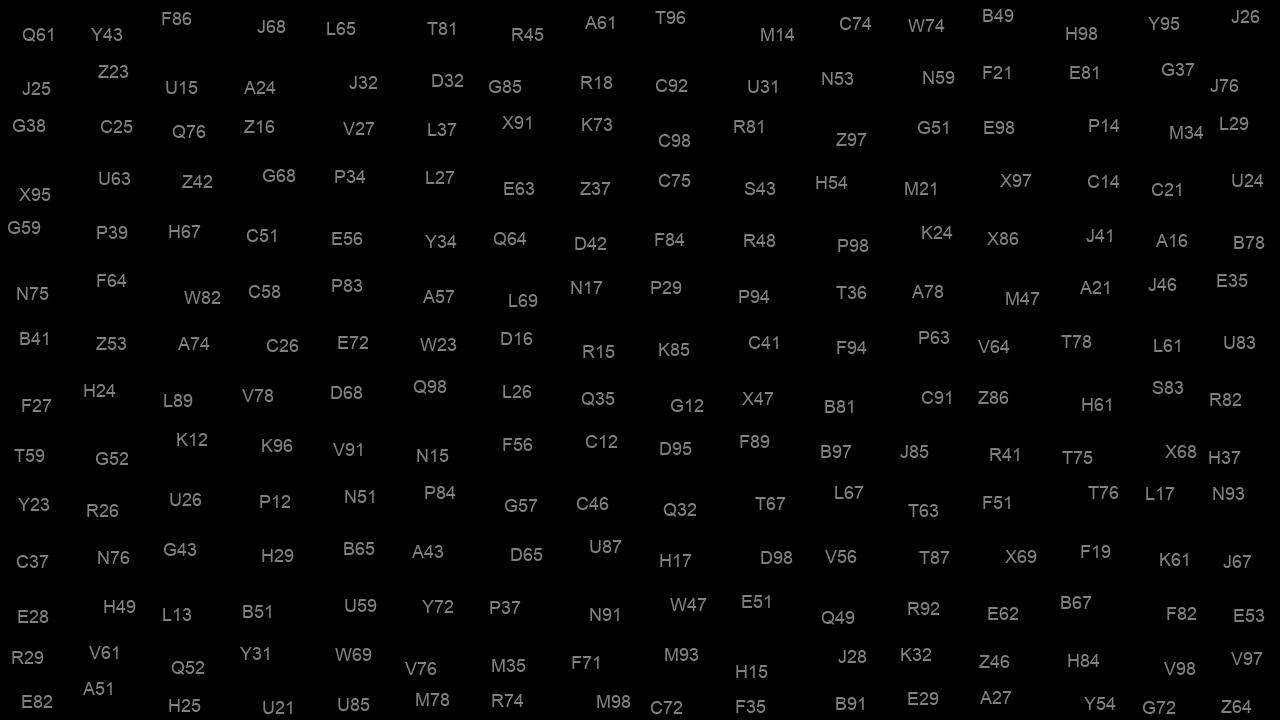 Q61 Y43 F86 J68 L65 T81 R45 A61 T96 M14 C74 W74 B49 H98 Y95 J26
J25 Z23 U15 A24 J32 D32 G85 R18 C92 U31 N53 N59 F21 E81 G37 J76
G38 C25 Q76 Z16 V27 L37 X91 K73 C98 R81 Z97 G51 E98 P14 M34 L29
X95 U63 Z42 G68 P34 L27 E63 Z37 C75 S43 H54 M21 X97 C14 C21 U24
G59 P39 H67 C51 E56 Y34 Q64 D42 F84 R48 P98 K24 X86 J41 A16 B78
N75 F64 W82 C58 P83 A57 L69 N17 P29 P94 T36 A78 M47 A21 J46 E35
B41 Z53 A74 C26 E72 W23 D16 R15 K85 C41 F94 P63 V64 T78 L61 U83
F27 H24 L89 V78 D68 Q98 L26 Q35 G12 X47 B81 C91 Z86 H61 S83 R82
T59 G52 K12 K96 V91 N15 F56 C12 D95 F89 B97 J85 R41 T75 X68 H37
Y23 R26 U26 P12 N51 P84 G57 C46 Q32 T67 L67 T63 F51 T76 L17 N93
C37 N76 G43 H29 B65 A43 D65 U87 H17 D98 V56 T87 X69 F19 K61 J67
E28 H49 L13 B51 U59 Y72 P37 N91 W47 E51 Q49 R92 E62 B67 F82 E53
R29 V61 Q52 Y31 W69 V76 M35 F71 M93 H15 J28 K32 Z46 H84 V98 V97
E82 A51 H25 U21 U85 M78 R74 M98 C72 F35 B91 E29 A27 Y54 G72 Z64